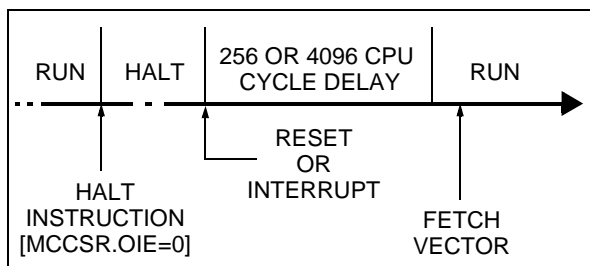 RUN
HALT
256 OR 4096 CPU
CYCLE DELAY
RUN
RESET
OR
INTERRUPT
HALT
INSTRUCTION
[MCCSR.OIE=0]
FETCH
VECTOR